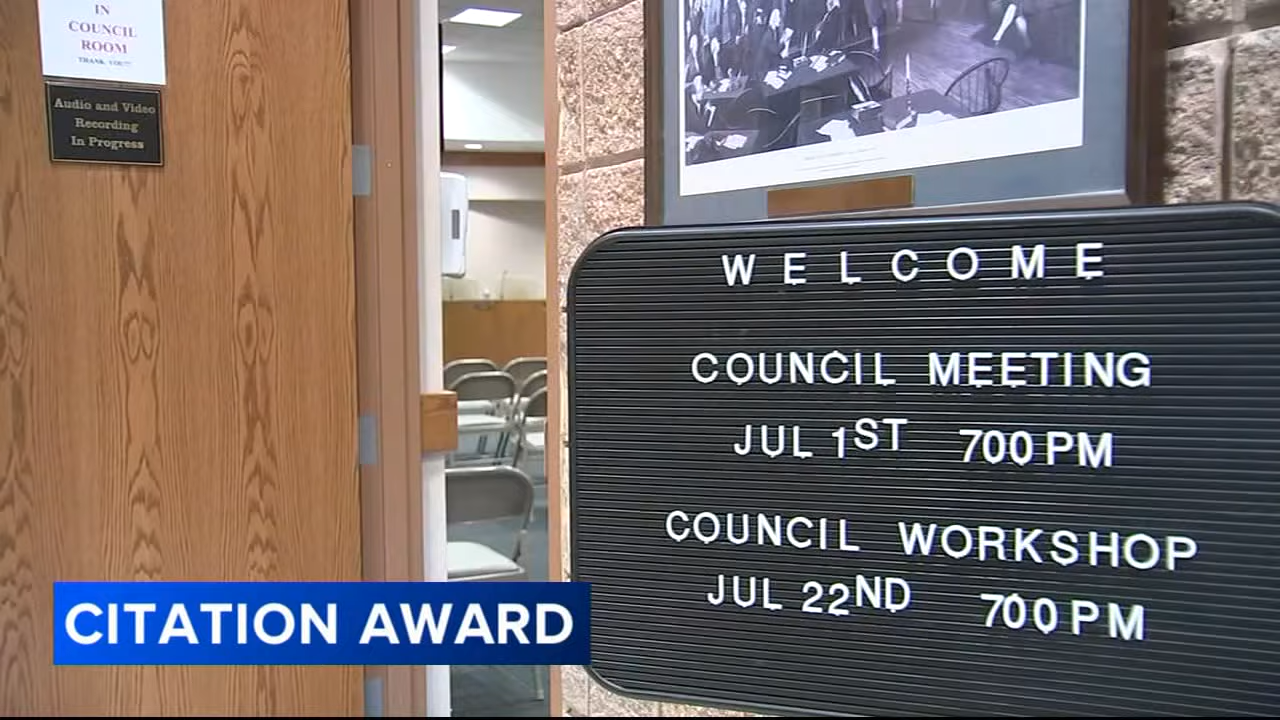 IN
COUNCIL
ROOM
THANK YOU!!
Audio and Video
Recording
In Progress
WELCOME
COUNCIL MEETING
JUL 1ST 700 PM
COUNCIL WORKSHOP
JUL 22ND 700 PM
CITATION AWARD